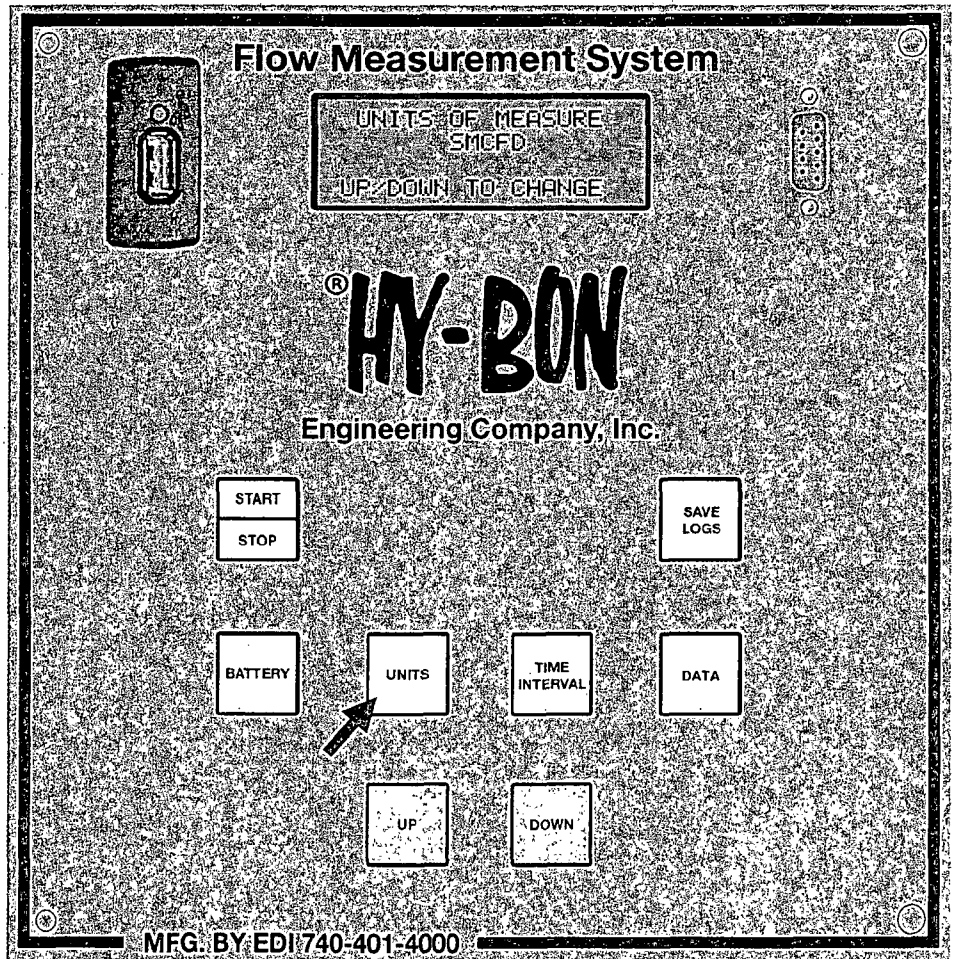 Flow Measurement System
UNITS OF MEASURE
SMCFD
UP/DOWN TO CHANGE
® HY-BON
Engineering Company, Inc.
START
STOP
SAVE
LOGS
BATTERY
UNITS
TIME
INTERVAL
DATA
UP
DOWN
MFG. BY EDI 740-401-4000